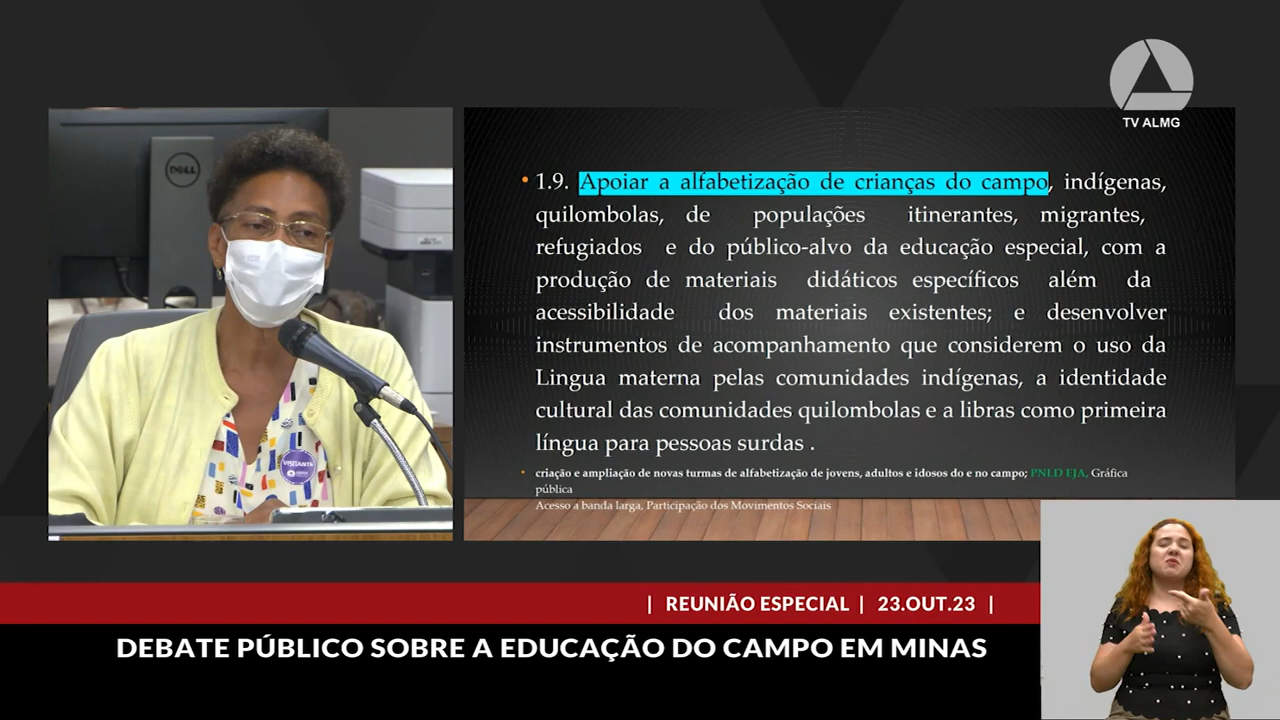 TV ALMG
DELL
• 1.9. Apoiar a alfabetização de crianças do campo, indígenas,
quilombolas, de populações itinerantes, migrantes,
refugiados e do público-alvo da educação especial, com a
produção de materiais didáticos específicos além da
acessibilidade dos materiais existentes; e desenvolver
instrumentos de acompanhamento que considerem o uso da
Lingua materna pelas comunidades indígenas, a identidade
cultural das comunidades quilombolas e a libras como primeira
língua para pessoas surdas .
• criação e ampliação de novas turmas de alfabetização de jovens, adultos e idosos do e no campo; PNLD EJA, Gráfica
pública
Acesso a banda larga, Participação dos Movimentos Sociais
VISITANTE
| REUNIÃO ESPECIAL | 23.OUT.23 |
DEBATE PÚBLICO SOBRE A EDUCAÇÃO DO CAMPO EM MINAS